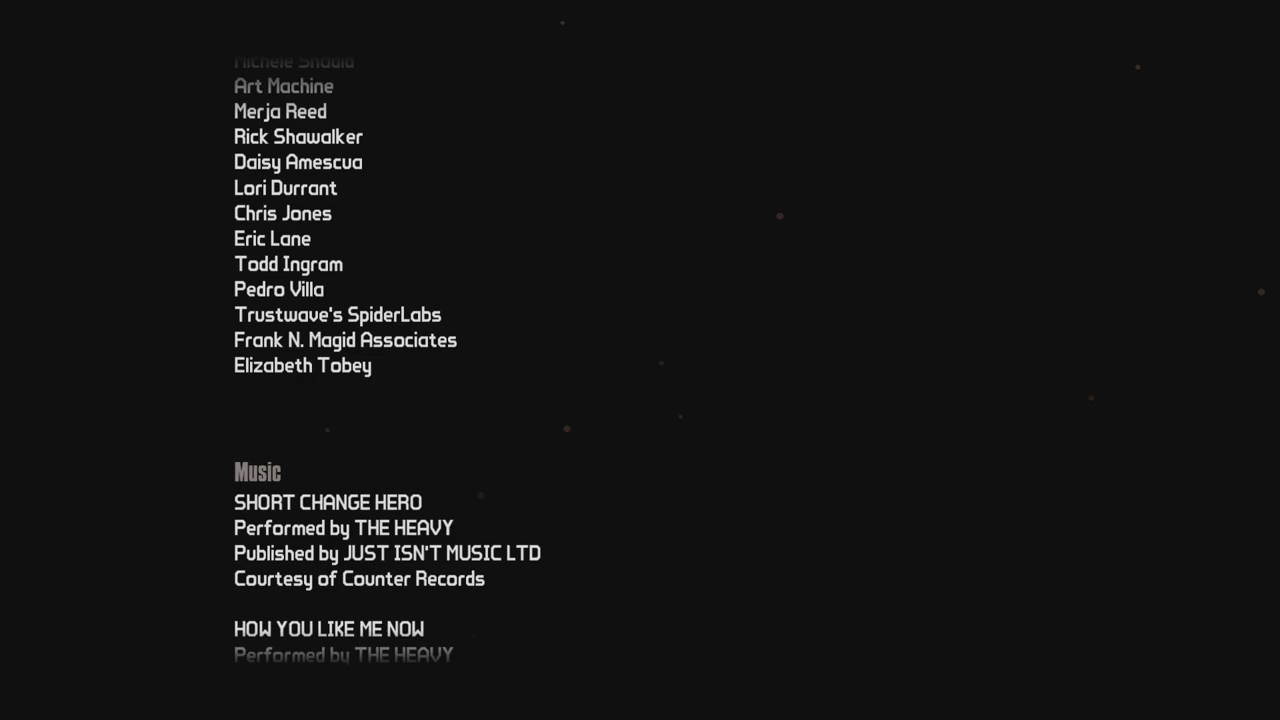 Michele Shadid
Art Machine
Merja Reed
Rick Shawalker
Daisy Amescua
Lori Durrant
Chris Jones
Eric Lane
Todd Ingram
Pedro Villa
Trustwave's SpiderLabs
Frank N. Magid Associates
Elizabeth Tobey
Music
SHORT CHANGE HERO
Performed by THE HEAVY
Published by JUST ISN'T MUSIC LTD
Courtesy of Counter Records
HOW YOU LIKE ME NOW
Performed by THE HEAVY